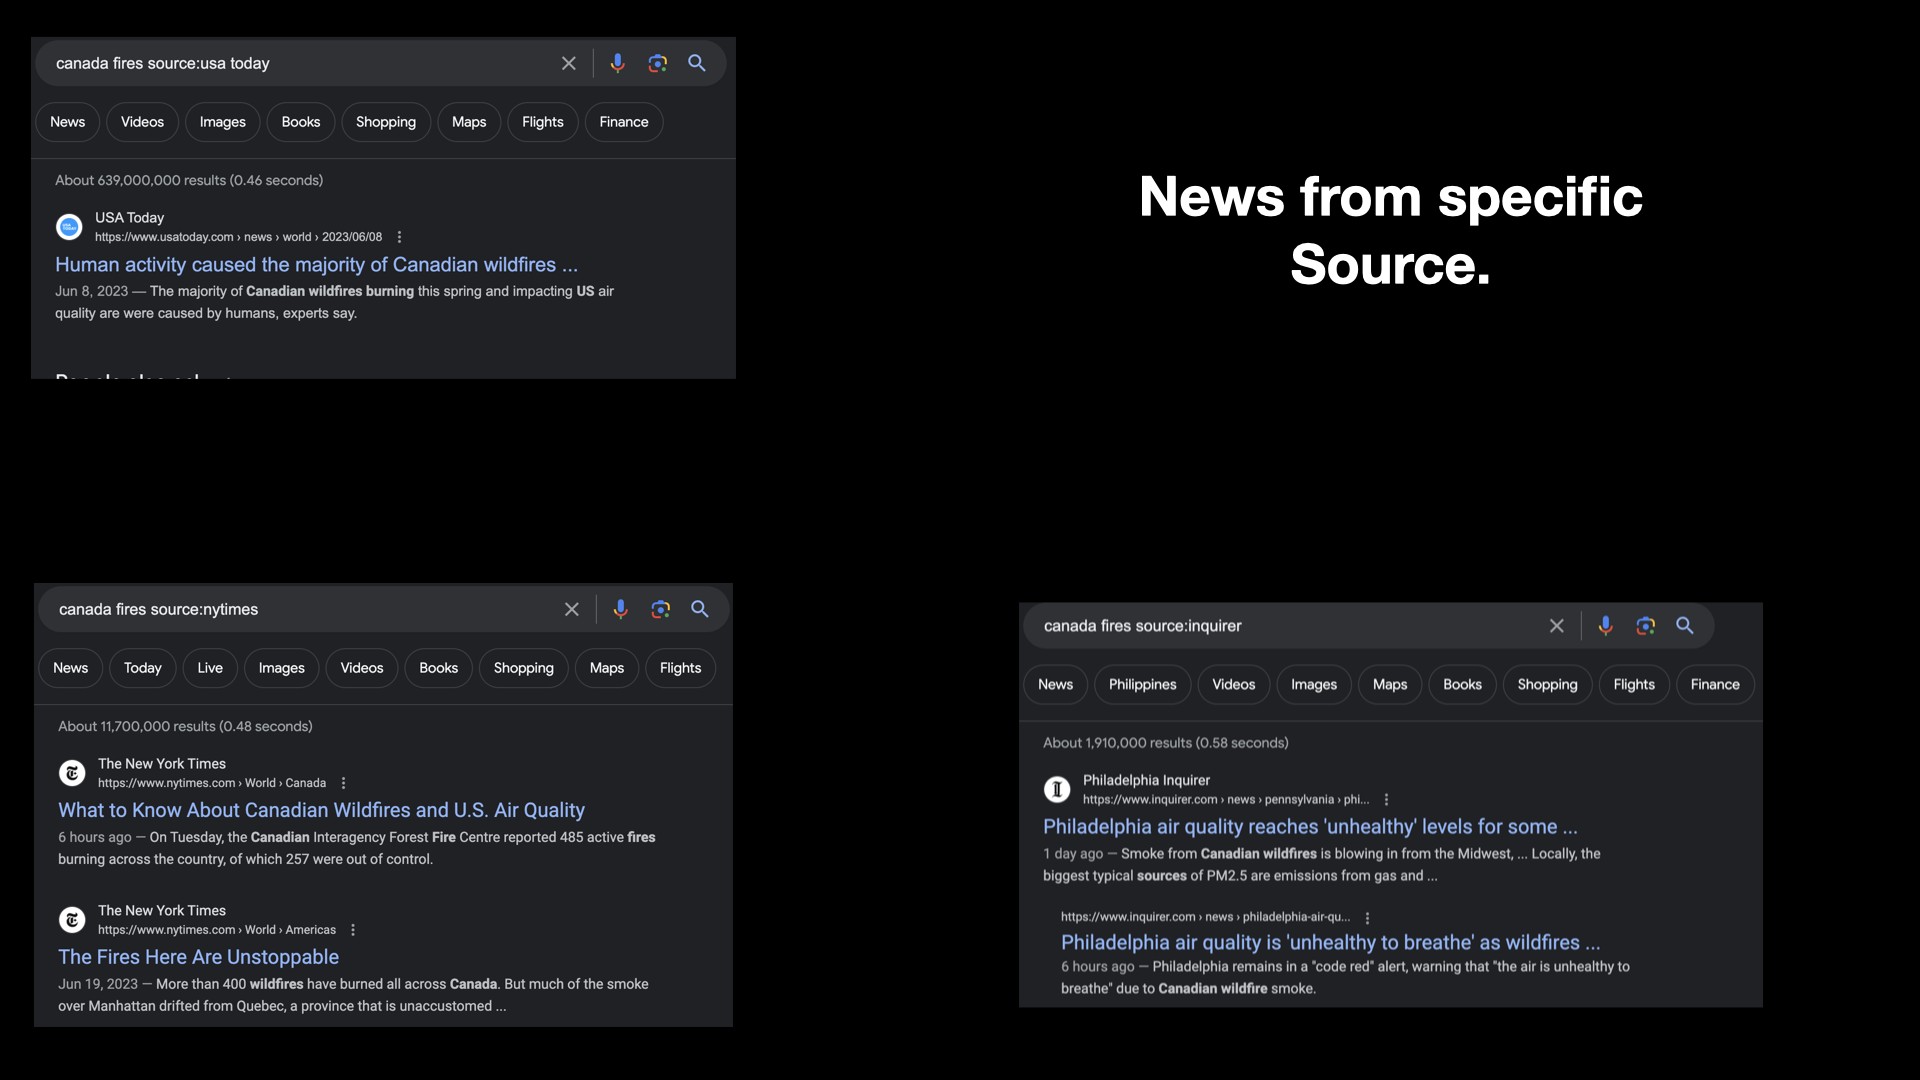 canada fires source:usa today
News Videos Images Books Shopping Maps Flights Finance
About 639,000,000 results (0.46 seconds)
USA Today
https://www.usatoday.com › news › world › 2023/06/08
Human activity caused the majority of Canadian wildfires ...
Jun 8, 2023 — The majority of Canadian wildfires burning this spring and impacting US air
quality are were caused by humans, experts say.
News from specific
Source.
canada fires source:nytimes
News Today Live Images Videos Books Shopping Maps Flights
About 11,700,000 results (0.48 seconds)
The New York Times
https://www.nytimes.com › World › Canada
What to Know About Canadian Wildfires and U.S. Air Quality
6 hours ago — On Tuesday, the Canadian Interagency Forest Fire Centre reported 485 active fires
burning across the country, of which 257 were out of control.
The New York Times
https://www.nytimes.com › World › Americas
The Fires Here Are Unstoppable
Jun 19, 2023 — More than 400 wildfires have burned all across Canada. But much of the smoke
over Manhattan drifted from Quebec, a province that is unaccustomed ...
canada fires source:inquirer
News Philippines Videos Images Maps Books Shopping Flights Finance
About 1,910,000 results (0.58 seconds)
Philadelphia Inquirer
https://www.inquirer.com › news › pennsylvania › phi...
Philadelphia air quality reaches 'unhealthy' levels for some ...
1 day ago — Smoke from Canadian wildfires is blowing in from the Midwest, ... Locally, the
biggest typical sources of PM2.5 are emissions from gas and ...
https://www.inquirer.com › news › philadelphia-air-qu...
Philadelphia air quality is 'unhealthy to breathe' as wildfires ...
6 hours ago — Philadelphia remains in a "code red" alert, warning that "the air is unhealthy to
breathe" due to Canadian wildfire smoke.